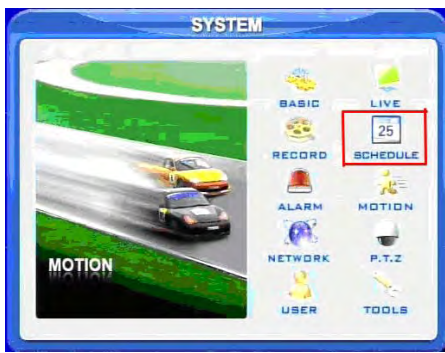 SYSTEM
BASIC LIVE
25
RECORD SCHEDULE
ALARM MOTION
NETWORK P.T.Z
MOTION
USER TOOLS